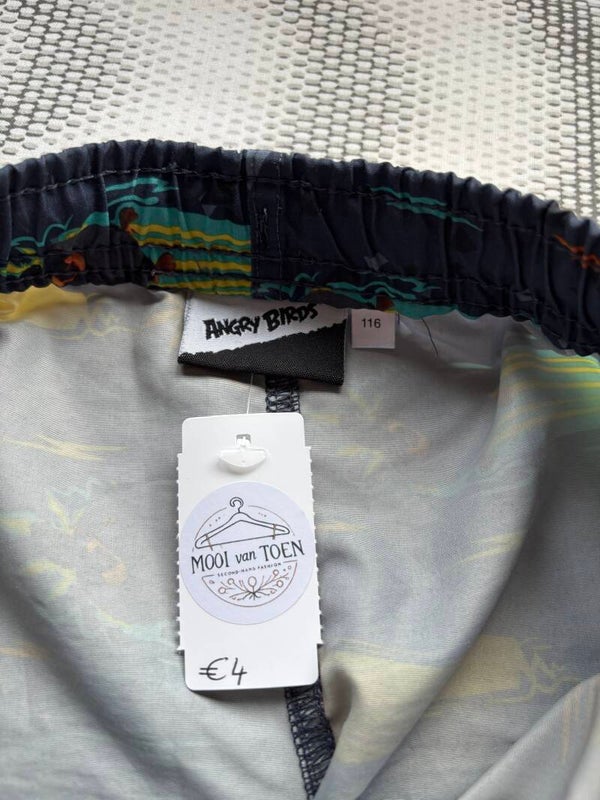 ANGRY BIRDS
116
MOOI van TOEN
SECOND-HAND FASHION
€4